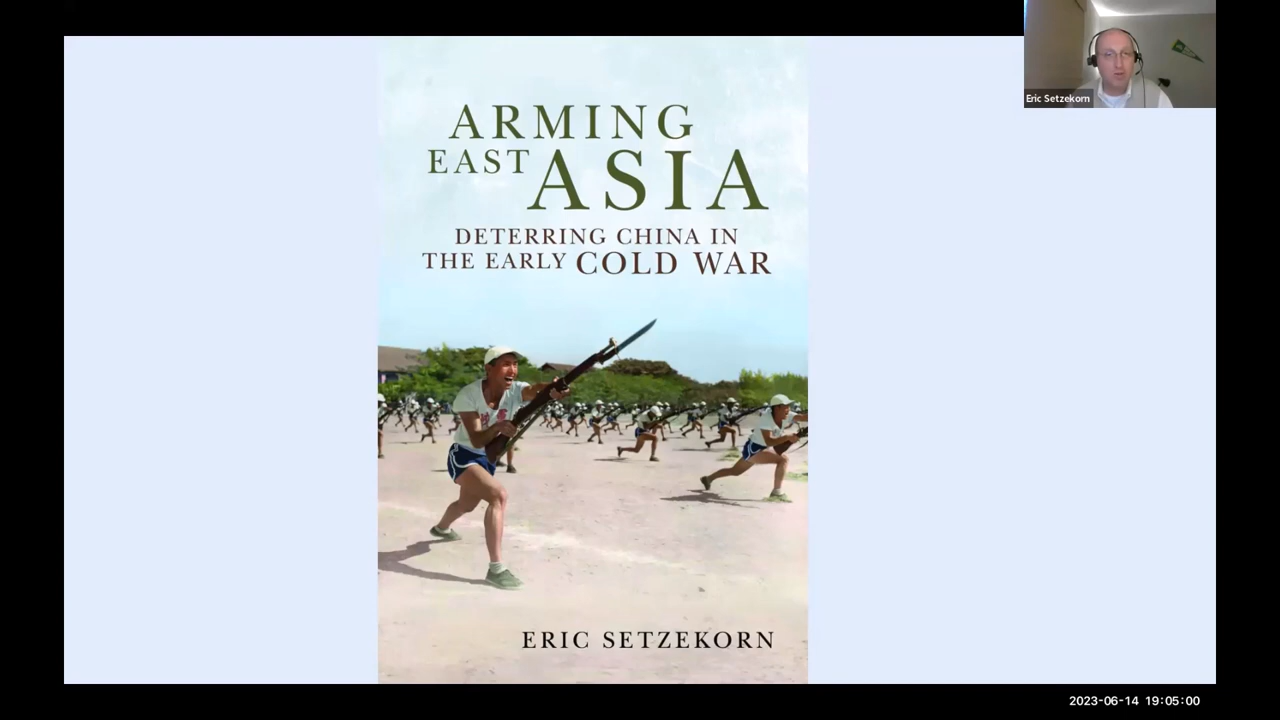 ARMING
EAST ASIA
DETERRING CHINA IN
THE EARLY COLD WAR
ERIC SETZEKORN
Eric Setzekorn
2023-06-14 19:05:00